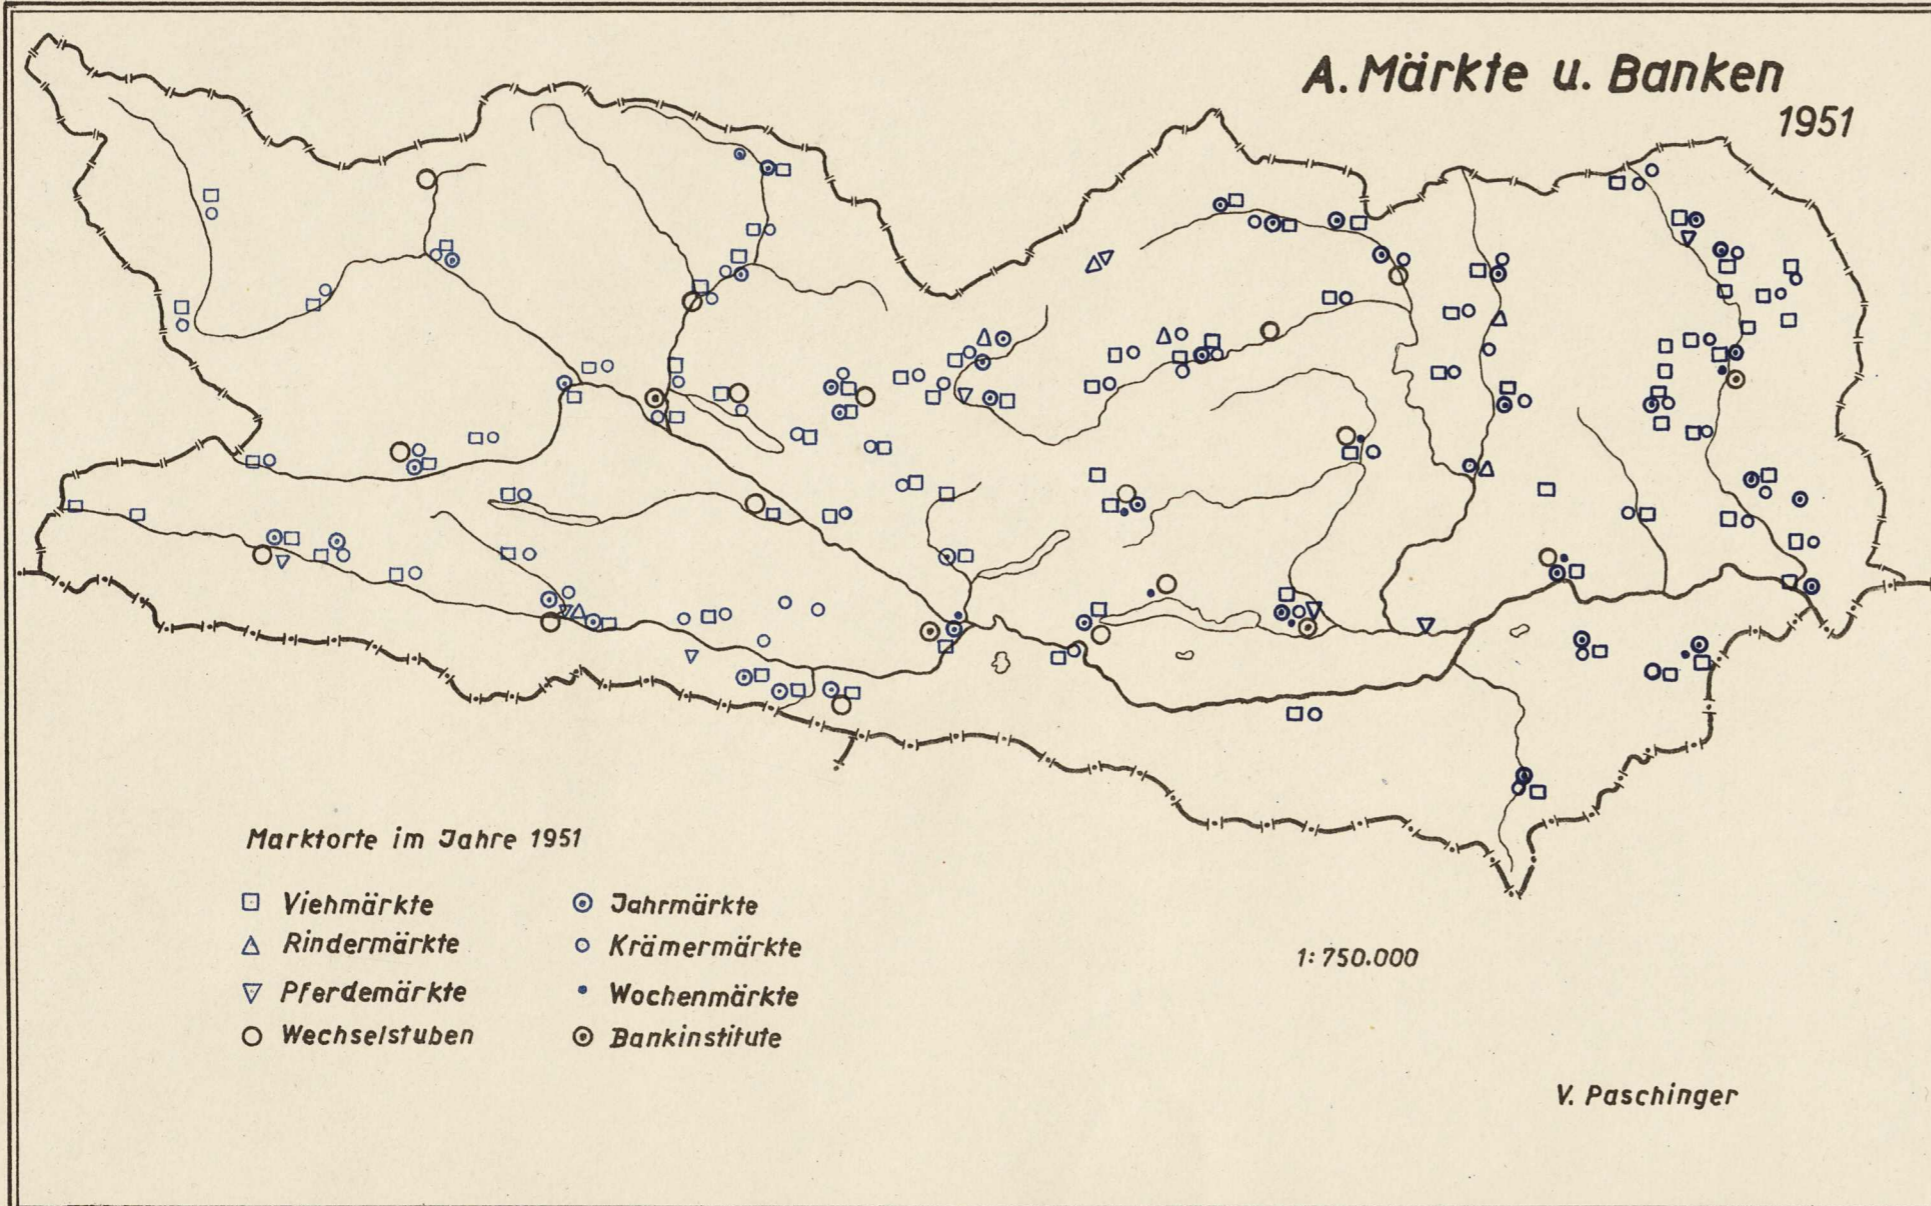 A. Märkte u. Banken
1951
Marktorte im Jahre 1951
Viehmärkte
Rindermärkte
Pferdemärkte
Wechselstuben
Jahrmärkte
Krämermärkte
Wochenmärkte
Bankinstitute
1:750.000
V. Paschinger